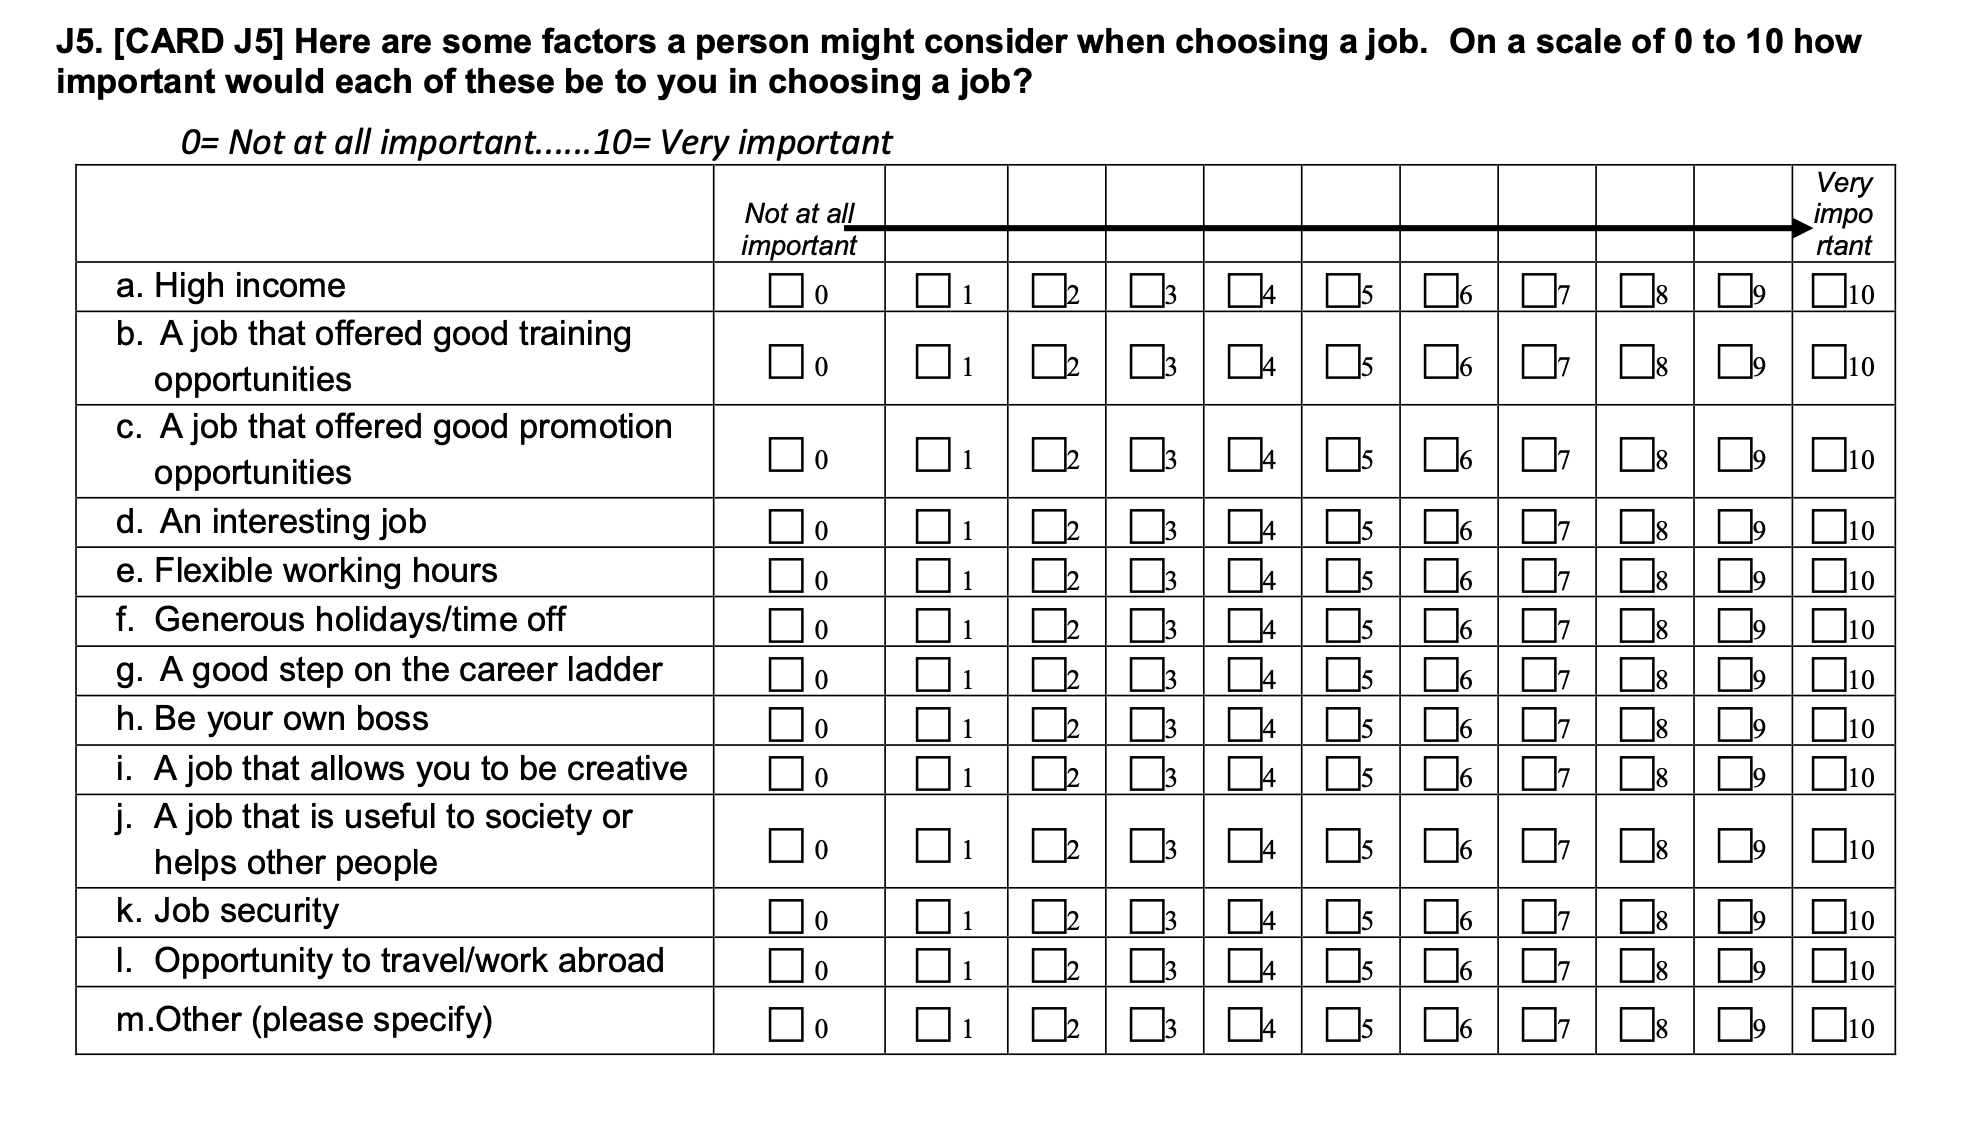 J5. [CARD J5] Here are some factors a person might consider when choosing a job.  On a scale of 0 to 10 how
important would each of these be to you in choosing a job?
0= Not at all important......10= Very important
Not at all
important
Very
impo
rtant
a. High income 0 1 2 3 4 5 6 7 8 9 10
b.  A job that offered good training
opportunities 0 1 2 3 4 5 6 7 8 9 10
c.  A job that offered good promotion
opportunities 0 1 2 3 4 5 6 7 8 9 10
d.  An interesting job 0 1 2 3 4 5 6 7 8 9 10
e. Flexible working hours 0 1 2 3 4 5 6 7 8 9 10
f.  Generous holidays/time off 0 1 2 3 4 5 6 7 8 9 10
g.  A good step on the career ladder 0 1 2 3 4 5 6 7 8 9 10
h. Be your own boss 0 1 2 3 4 5 6 7 8 9 10
i.  A job that allows you to be creative 0 1 2 3 4 5 6 7 8 9 10
j.  A job that is useful to society or
helps other people 0 1 2 3 4 5 6 7 8 9 10
k. Job security 0 1 2 3 4 5 6 7 8 9 10
l.  Opportunity to travel/work abroad 0 1 2 3 4 5 6 7 8 9 10
m.Other (please specify) 0 1 2 3 4 5 6 7 8 9 10